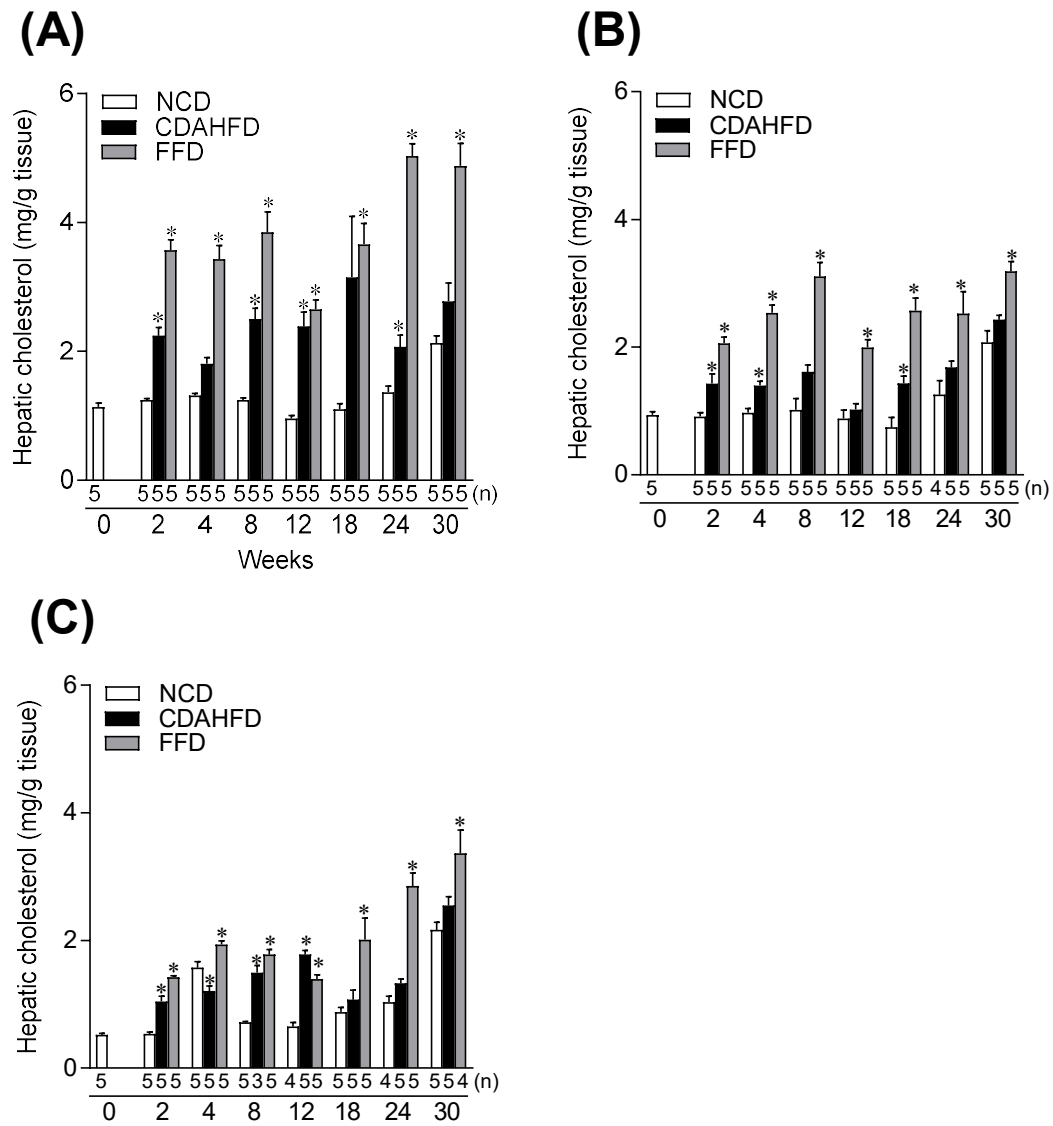 (A)
Hepatic cholesterol (mg/g tissue)
6
4
2
0
NCD
CDAHFD
FFD
* * * * * * * * * * *
5 555 555 555 555 555 555 555 (n)
0 2 4 8 12 18 24 30
Weeks
(B)
Hepatic cholesterol (mg/g tissue)
6
4
2
0
NCD
CDAHFD
FFD
* * * * * * * * * *
5 555 555 555 555 555 455 555 (n)
0 2 4 8 12 18 24 30
(C)
Hepatic cholesterol (mg/g tissue)
6
4
2
0
NCD
CDAHFD
FFD
* * * * * * * * * * *
5 555 555 535 455 555 455 554 (n)
0 2 4 8 12 18 24 30